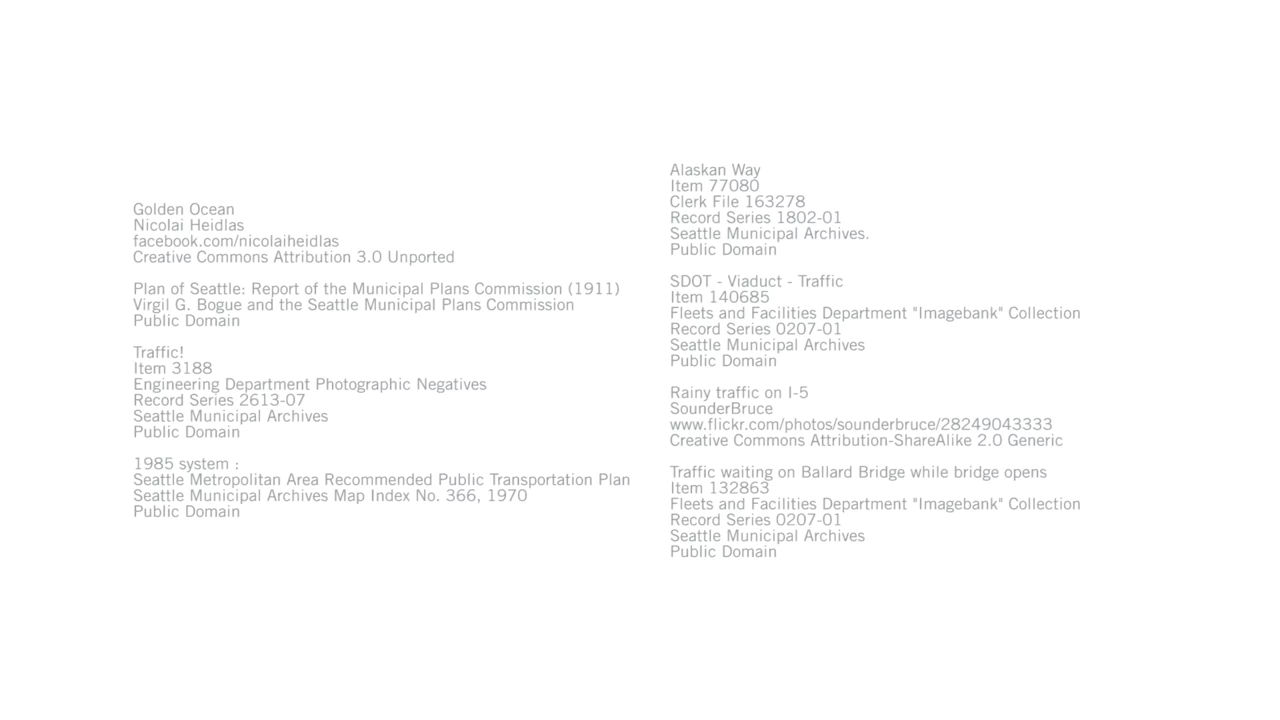 Golden Ocean
Nicolai Heidlas
facebook.com/nicolaiheidlas
Creative Commons Attribution 3.0 Unported
Plan of Seattle: Report of the Municipal Plans Commission (1911)
Virgil G. Bogue and the Seattle Municipal Plans Commission
Public Domain
Traffic!
Item 3188
Engineering Department Photographic Negatives
Record Series 2613-07
Seattle Municipal Archives
Public Domain
1985 system :
Seattle Metropolitan Area Recommended Public Transportation Plan
Seattle Municipal Archives Map Index No. 366, 1970
Public Domain
Alaskan Way
Item 77080
Clerk File 163278
Record Series 1802-01
Seattle Municipal Archives.
Public Domain
SDOT - Viaduct - Traffic
Item 140685
Fleets and Facilities Department "Imagebank" Collection
Record Series 0207-01
Seattle Municipal Archives
Public Domain
Rainy traffic on I-5
SounderBruce
www.flickr.com/photos/sounderbruce/28249043333
Creative Commons Attribution-ShareAlike 2.0 Generic
Traffic waiting on Ballard Bridge while bridge opens
Item 132863
Fleets and Facilities Department "Imagebank" Collection
Record Series 0207-01
Seattle Municipal Archives
Public Domain